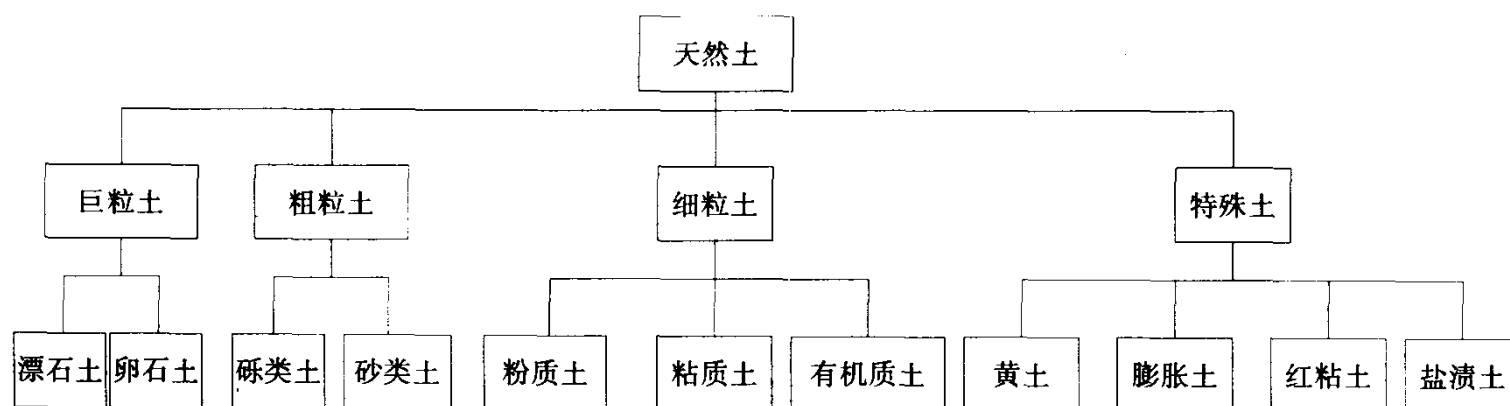 天然土
巨粒土 粗粒土 细粒土 特殊土
漂石土 卵石土 砾类土 砂类土 粉质土 粘质土 有机质土 黄土 膨胀土 红粘土 盐渍土